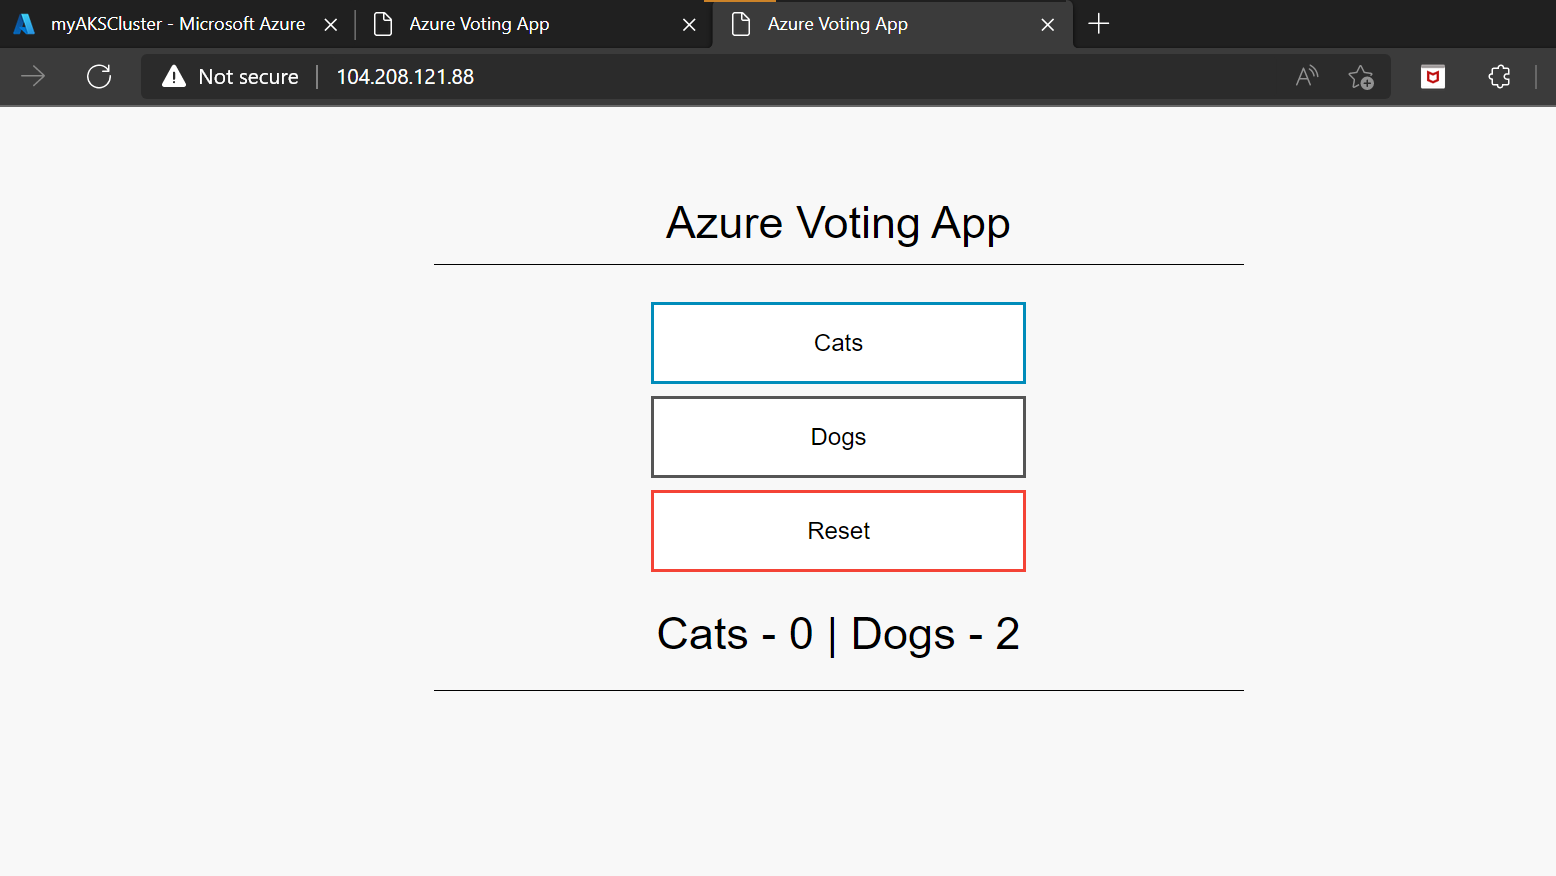 myAKSCluster - Microsoft Azure
Azure Voting App
Azure Voting App
Not secure
104.208.121.88
Azure Voting App
Cats
Dogs
Reset
Cats - 0 | Dogs - 2